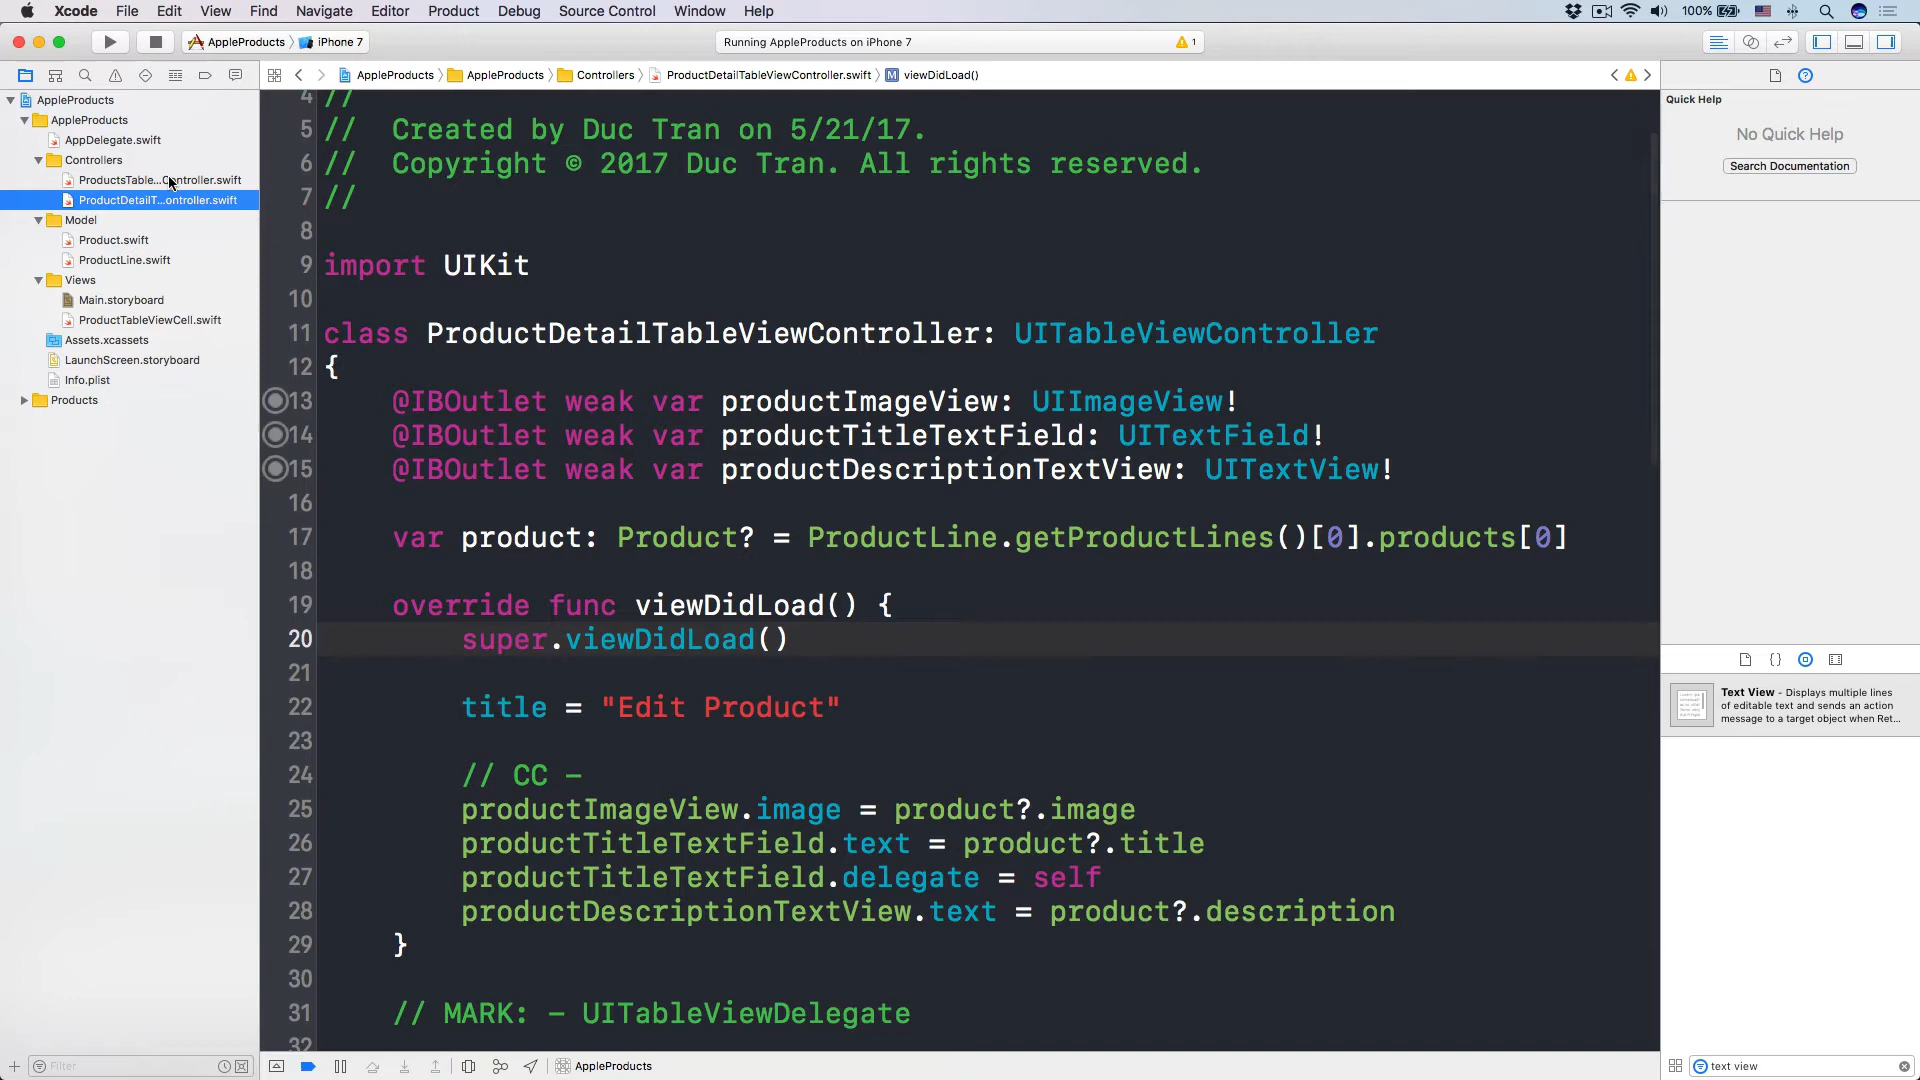 Xcode File Edit View Find Navigate Editor Product Debug Source Control Window Help 100%
AppleProducts iPhone 7 Running AppleProducts on iPhone 7 1
AppleProducts AppleProducts Controllers ProductDetailTableViewController.swift M viewDidLoad()
AppleProducts
AppleProducts
AppDelegate.swift
Controllers
ProductsTable...Controller.swift
ProductDetailT...ontroller.swift
Model
Product.swift
ProductLine.swift
Views
Main.storyboard
ProductTableViewCell.swift
Assets.xcassets
LaunchScreen.storyboard
Info.plist
Products
Filter
4 //
5 // Created by Duc Tran on 5/21/17.
6 // Copyright © 2017 Duc Tran. All rights reserved.
7 //
8
9 import UIKit
10
11 class ProductDetailTableViewController: UITableViewController
12 {
13 @IBOutlet weak var productImageView: UIImageView!
14 @IBOutlet weak var productTitleTextField: UITextField!
15 @IBOutlet weak var productDescriptionTextView: UITextView!
16
17 var product: Product? = ProductLine.getProductLines()[0].products[0]
18
19 override func viewDidLoad() {
20 super.viewDidLoad()
21
22 title = "Edit Product"
23
24 // CC –
25 productImageView.image = product?.image
26 productTitleTextField.text = product?.title
27 productTitleTextField.delegate = self
28 productDescriptionTextView.text = product?.description
29 }
30
31 // MARK: – UITableViewDelegate
32
AppleProducts
Quick Help
No Quick Help
Search Documentation
Text View - Displays multiple lines
of editable text and sends an action
message to a target object when Ret...
text view